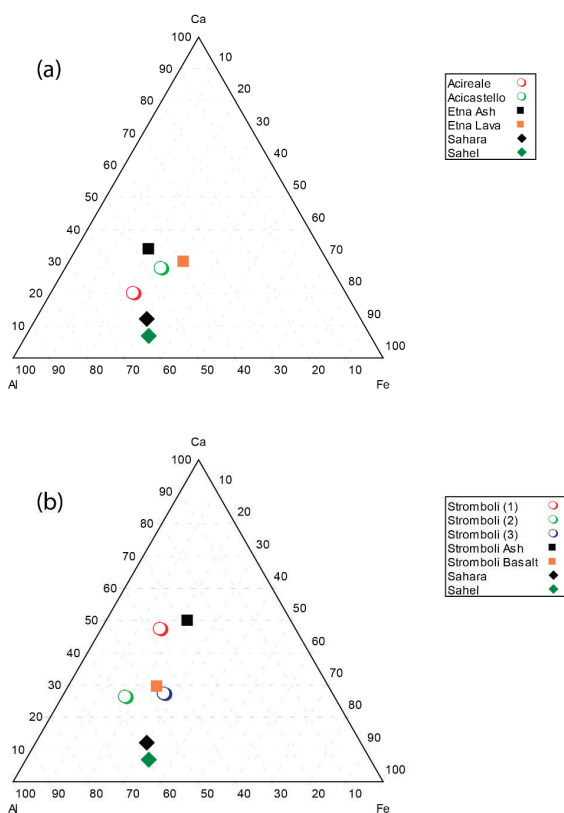 Ca
(a)
100
10
90
20
80
30
70
40
60
50
50
60
40
70
30
80
20
90
10
100
100 90 80 70 60 50 40 30 20 10
Al Fe
Acireale
Acicastello
Etna Ash
Etna Lava
Sahara
Sahel
Ca
(b)
100
10
90
20
80
30
70
40
60
50
50
60
40
70
30
80
20
90
10
100
100 90 80 70 60 50 40 30 20 10
Al Fe
Stromboli (1)
Stromboli (2)
Stromboli (3)
Stromboli Ash
Stromboli Basalt
Sahara
Sahel